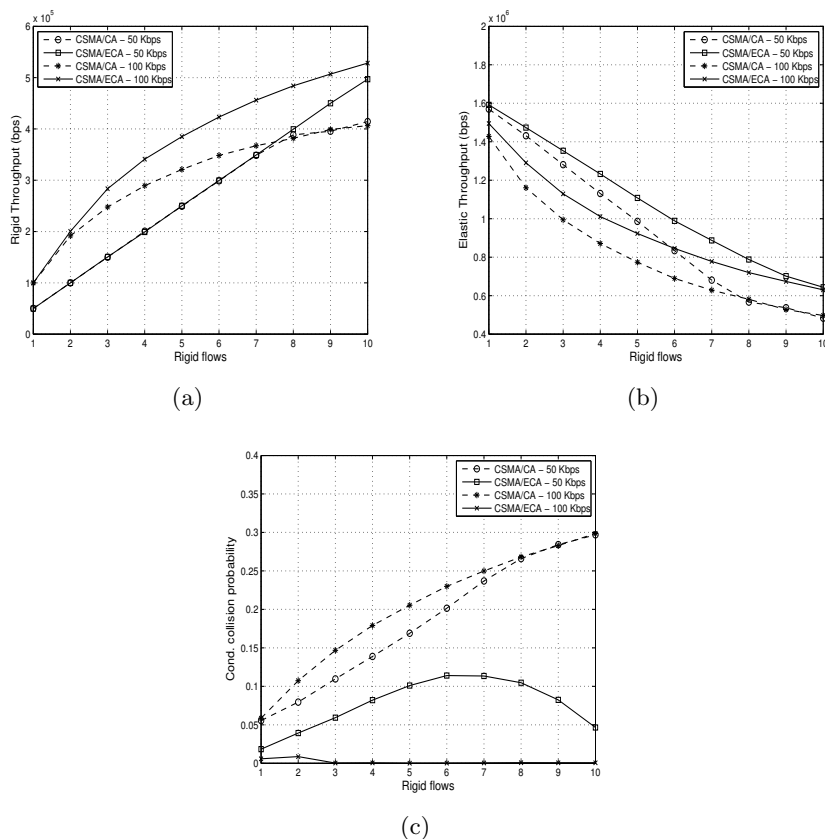 x 10^5
6
5
4
3
2
1
0
Rigid Throughput (bps)
CSMA/CA – 50 Kbps
CSMA/ECA – 50 Kbps
CSMA/CA – 100 Kbps
CSMA/ECA – 100 Kbps
1 2 3 4 5 6 7 8 9 10
Rigid flows
(a)
x 10^6
2
1.8
1.6
1.4
1.2
1
0.8
0.6
0.4
Elastic Throughput (bps)
CSMA/CA – 50 Kbps
CSMA/ECA – 50 Kbps
CSMA/CA – 100 Kbps
CSMA/ECA – 100 Kbps
1 2 3 4 5 6 7 8 9 10
Rigid flows
(b)
0.4
0.35
0.3
0.25
0.2
0.15
0.1
0.05
0
Cond. collision probability
CSMA/CA – 50 Kbps
CSMA/ECA – 50 Kbps
CSMA/CA – 100 Kbps
CSMA/ECA – 100 Kbps
1 2 3 4 5 6 7 8 9 10
Rigid flows
(c)